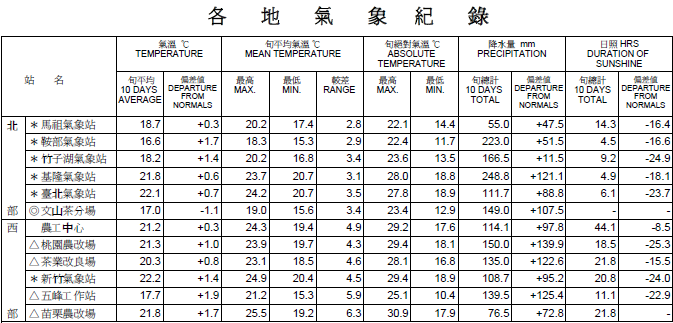 各 地 氣 象 紀 錄
站 名 氣溫 ℃ 旬平均氣溫 ℃ 旬絕對氣溫 ℃ 降水量 mm 日照 HRS
TEMPERATURE MEAN TEMPERATURE ABSOLUTE TEMPERATURE PRECIPITATION DURATION OF SUNSHINE
旬平均 偏差值 最高 最低 較差 最高 最低 旬總計 偏差值 旬總計 偏差值
10 DAYS AVERAGE DEPARTURE FROM NORMALS MAX. MIN. RANGE MAX. MIN. 10 DAYS TOTAL DEPARTURE FROM NORMALS 10 DAYS TOTAL DEPARTURE FROM NORMALS
北 ＊馬祖氣象站 18.7 +0.3 20.2 17.4 2.8 22.1 14.4 55.0 +47.5 14.3 -16.4
＊鞍部氣象站 16.6 +1.7 18.3 15.3 2.9 22.4 11.7 223.0 +51.5 4.5 -16.6
＊竹子湖氣象站 18.2 +1.4 20.2 16.8 3.4 23.6 13.5 166.5 +11.5 9.2 -24.9
＊基隆氣象站 21.8 +0.6 23.7 20.7 3.1 28.0 18.8 248.8 +121.1 4.9 -18.1
＊臺北氣象站 22.1 +0.7 24.2 20.7 3.5 27.8 18.9 111.7 +88.8 6.1 -23.7
部 ◎文山茶分場 17.0 -1.1 19.0 15.6 3.4 23.4 12.9 149.0 +107.5 - -
西 農工中心 21.2 +0.3 24.3 19.4 4.9 29.2 17.6 114.1 +97.8 44.1 -8.5
△桃園農改場 21.3 +1.0 23.9 19.7 4.3 29.4 18.1 150.0 +139.9 18.5 -25.3
△茶業改良場 20.3 +0.8 23.1 18.5 4.6 28.1 16.8 135.0 +122.6 21.8 -15.5
＊新竹氣象站 22.2 +1.4 24.9 20.4 4.5 29.4 18.9 108.7 +95.2 20.8 -24.0
△五峰工作站 17.7 +1.9 21.2 15.3 5.9 25.1 10.4 139.5 +125.4 11.1 -22.9
部 △苗栗農改場 21.8 +1.7 25.5 19.2 6.3 30.9 17.9 76.5 +72.8 21.8 -